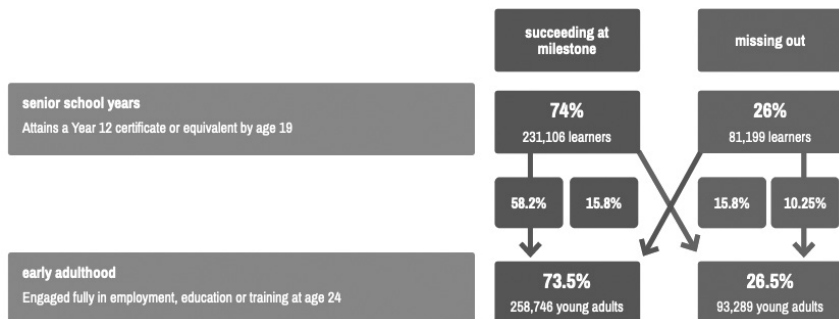 succeeding at
milestone
missing out
senior school years
Attains a Year 12 certificate or equivalent by age 19
74%
231,106 learners
26%
81,199 learners
58.2%
15.8%
15.8%
10.25%
early adulthood
Engaged fully in employment, education or training at age 24
73.5%
258,746 young adults
26.5%
93,289 young adults